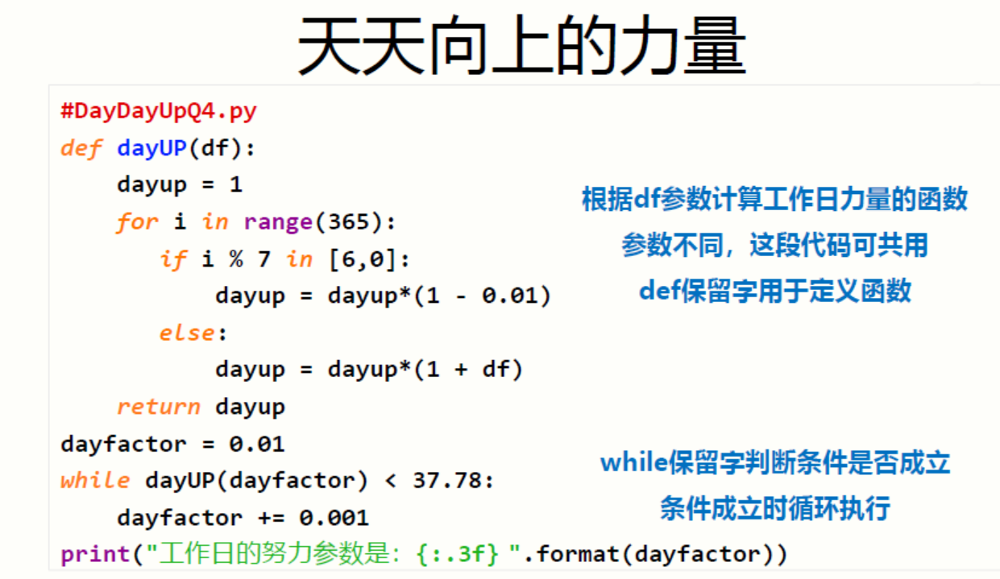 天天向上的力量
#DayDayUpQ4.py
def dayUP(df):
    dayup = 1
    for i in range(365):
        if i % 7 in [6,0]:
            dayup = dayup*(1 - 0.01)
        else:
            dayup = dayup*(1 + df)
    return dayup
dayfactor = 0.01
while dayUP(dayfactor) < 37.78:
    dayfactor += 0.001
print("工作日的努力参数是：{:.3f} ".format(dayfactor))
根据df参数计算工作日力量的函数
参数不同，这段代码可共用
def保留字用于定义函数
while保留字判断条件是否成立
条件成立时循环执行